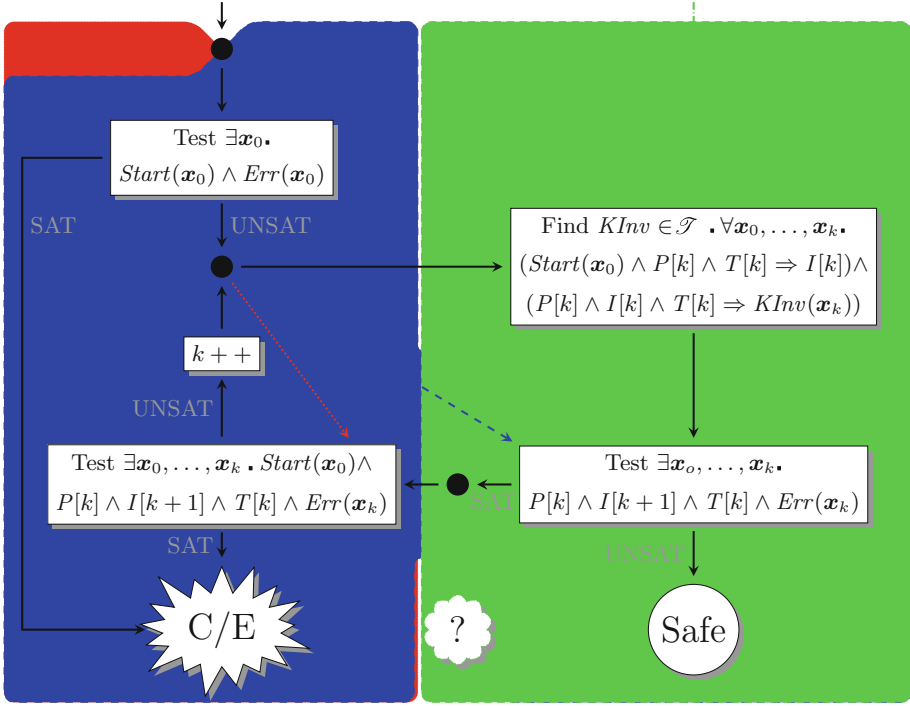 Test ∃𝒙₀.
Start(𝒙₀) ∧ Err(𝒙₀)
SAT
UNSAT
Find KInv ∈ 𝒯 . ∀𝒙₀, . . . , 𝒙ₖ.
(Start(𝒙₀) ∧ P[k] ∧ T[k] ⇒ I[k])∧
(P[k] ∧ I[k] ∧ T[k] ⇒ KInv(𝒙ₖ))
k + +
UNSAT
Test ∃𝒙₀, . . . , 𝒙ₖ . Start(𝒙₀)∧
P[k] ∧ I[k + 1] ∧ T[k] ∧ Err(𝒙ₖ)
SAT
Test ∃𝒙ₒ, . . . , 𝒙ₖ.
P[k] ∧ I[k + 1] ∧ T[k] ∧ Err(𝒙ₖ)
SAT
UNSAT
C/E
?
Safe